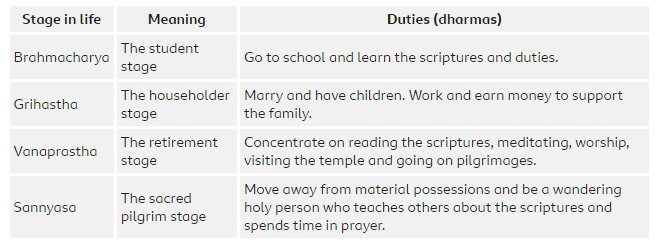 Stage in life Meaning Duties (dharmas)
Brahmacharya The student stage Go to school and learn the scriptures and duties.
Grihastha The householder stage Marry and have children. Work and earn money to support
the family.
Vanaprastha The retirement stage Concentrate on reading the scriptures, meditating, worship,
visiting the temple and going on pilgrimages.
Sannyasa The sacred pilgrim stage Move away from material possessions and be a wandering
holy person who teaches others about the scriptures and
spends time in prayer.